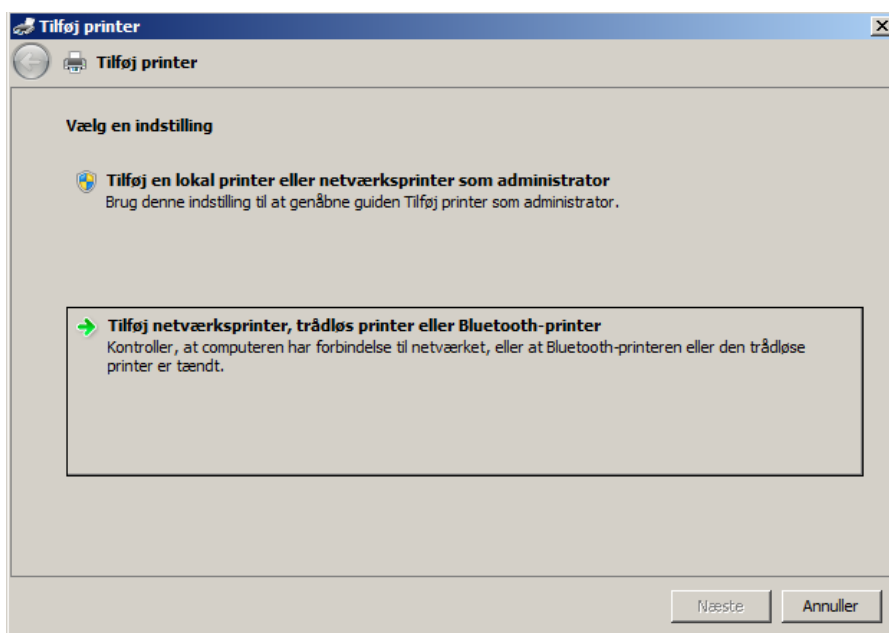 Tilføj printer
Tilføj printer
Vælg en indstilling
Tilføj en lokal printer eller netværksprinter som administrator
Brug denne indstilling til at genåbne guiden Tilføj printer som administrator.
Tilføj netværksprinter, trådløs printer eller Bluetooth-printer
Kontroller, at computeren har forbindelse til netværket, eller at Bluetooth-printeren eller den trådløse
printer er tændt.
Næste
Annuller